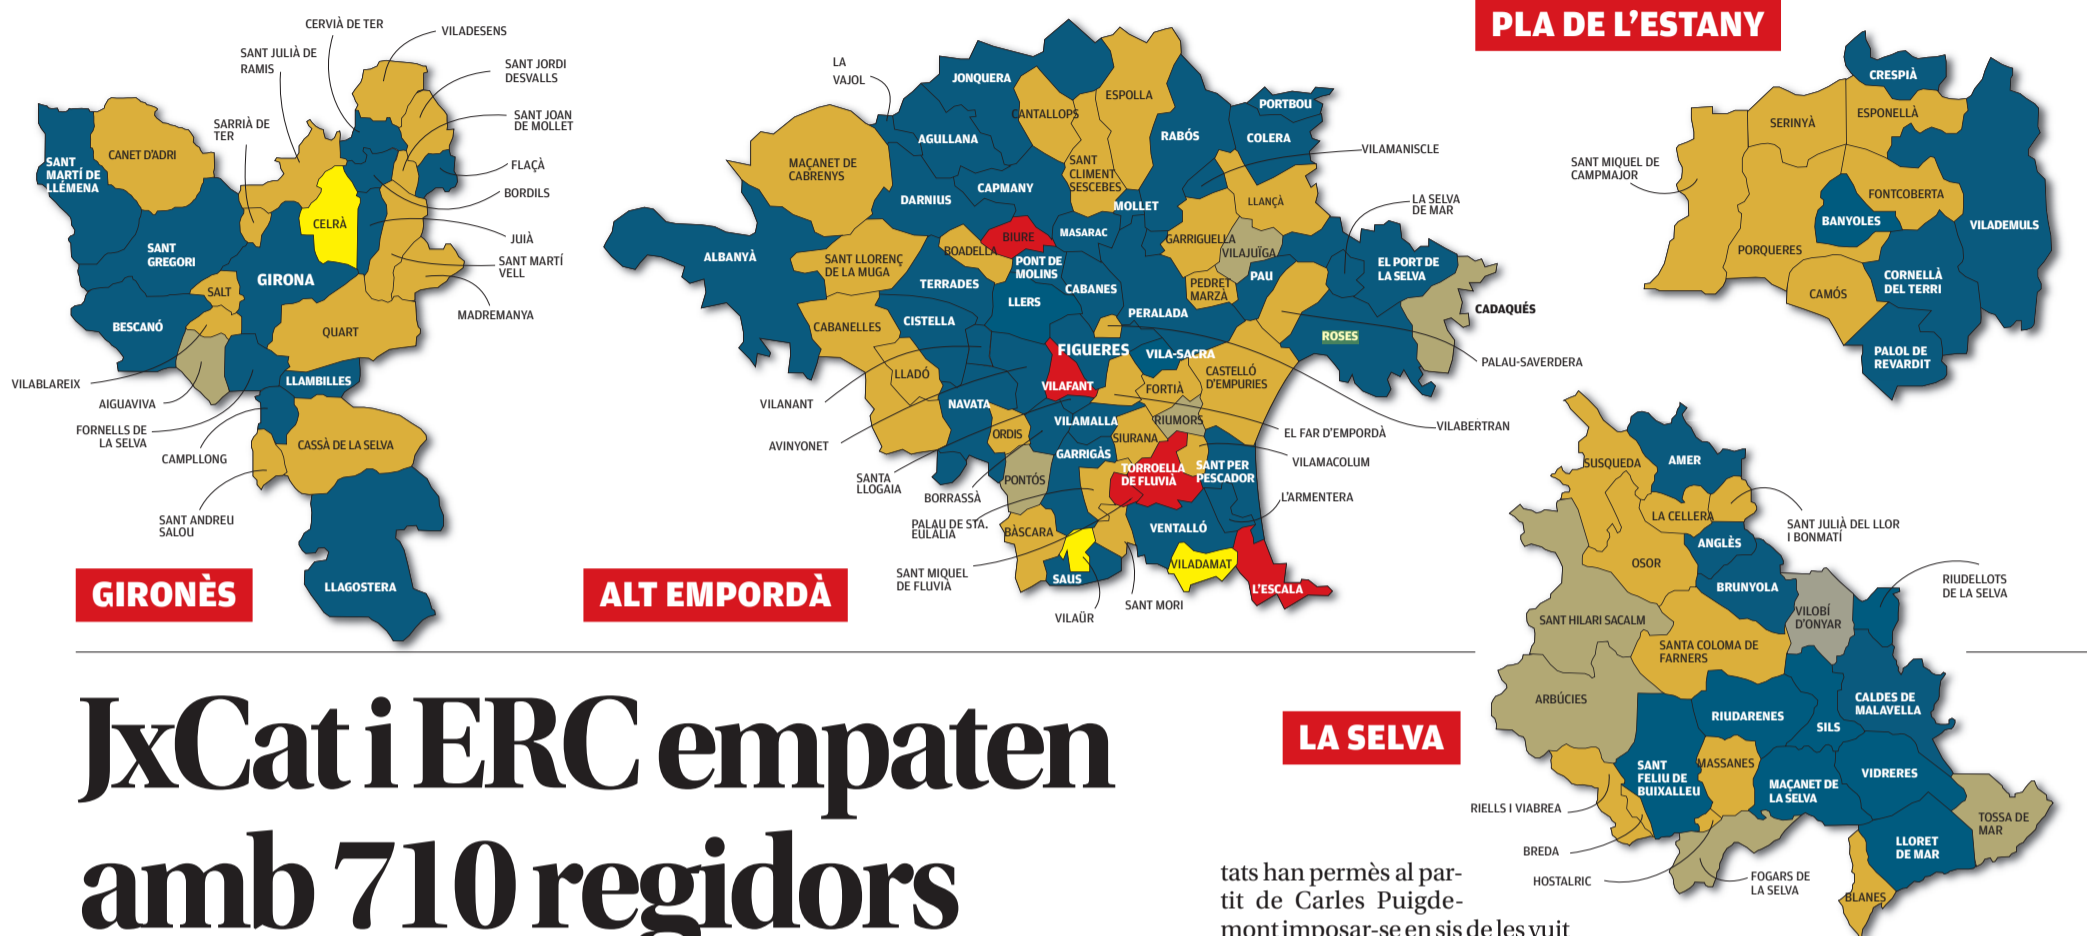 PLA DE L'ESTANY
CERVIÀ DE TER
VILADESENS
SANT JULIÀ DE
RAMIS
SANT JORDI
DESVALLS
SARRIÀ DE
TER
SANT JOAN
DE MOLLET
CANET D'ADRI
SANT
MARTÍ DE
LLÉMENA
FLAÇÀ
BORDILS
CELRÀ
JUIÀ
SANT
GREGORI
SANT MARTÍ
VELL
GIRONA
SALT
MADREMANYA
BESCANÓ
QUART
VILABLAREIX
LLAMBILLES
AIGUAVIVA
FORNELLS DE
LA SELVA
CAMPLLONG
CASSÀ DE LA SELVA
SANT ANDREU
SALOU
LLAGOSTERA
GIRONÈS
LA
VAJOL
JONQUERA
CANTALLOPS
ESPOLLA
PORTBOU
AGULLANA
RABÓS
COLERA
VILAMANISCLE
MAÇANET DE
CABRENYS
SANT
CLIMENT
SESCEBES
CAPMANY
DARNIUS
MOLLET
LLANÇÀ
LA SELVA
DE MAR
MASARAC
BIURE
BOADELLA
GARRIGUELLA
VILAJUÏGA
ALBANYÀ
SANT LLORENÇ
DE LA MUGA
PONT DE
MOLINS
PAU
EL PORT DE
LA SELVA
TERRADES
CABANES
PEDRET
MARZÀ
LLERS
CADAQUÉS
PERALADA
CABANELLES
CISTELLA
ROSES
FIGUERES
VILA-SACRA
PALAU-SAVERDERA
LLADÓ
CASTELLÓ
D'EMPURIES
VILAFANT
FORTIÀ
VILANANT
NAVATA
VILAMALLA
RIUMORS
VILABERTRAN
AVINYONET
ORDIS
SIURANA
EL FAR D'EMPORDÀ
GARRIGÀS
VILAMACOLUM
SANTA
LLOGAIA
PONTÓS
TORROELLA
DE FLUVIÀ
SANT PER
PESCADOR
BORRASSÀ
L'ARMENTERA
PALAU DE STA.
EULÀLIA
BÀSCARA
VENTALLÓ
SANT MIQUEL
DE FLUVIÀ
SAUS
VILADAMAT
L'ESCALA
VILAÜR
SANT MORI
ALT EMPORDÀ
CRESPIÀ
SERINYÀ
ESPONELLÀ
SANT MIQUEL DE
CAMPMAJOR
FONTCOBERTA
BANYOLES
VILADEMULS
PORQUERES
CORNELLÀ
DEL TERRI
CAMÓS
PALOL DE
REVARDIT
SUSQUEDA
AMER
LA CELLERA
SANT JULIÀ DEL LLOR
I BONMATÍ
ANGLÈS
OSOR
BRUNYOLA
RIUDELLOTS
DE LA SELVA
VILOBÍ
D'ONYAR
SANT HILARI SACALM
SANTA COLOMA DE
FARNERS
ARBÚCIES
CALDES DE
MALAVELLA
RIUDARENES
SILS
SANT
FELIU DE
BUIXALLEU
MASSANES
VIDRERES
MAÇANET DE
LA SELVA
RIELLS I VIABREA
TOSSA DE
MAR
BREDA
LLORET
DE MAR
HOSTALRIC
FOGARS DE
LA SELVA
BLANES
LA SELVA
JxCat i ERC empaten
amb 710 regidors
tats han permès al par-
tit de Carles Puigde-
mont imposar-se en sis de les vuit